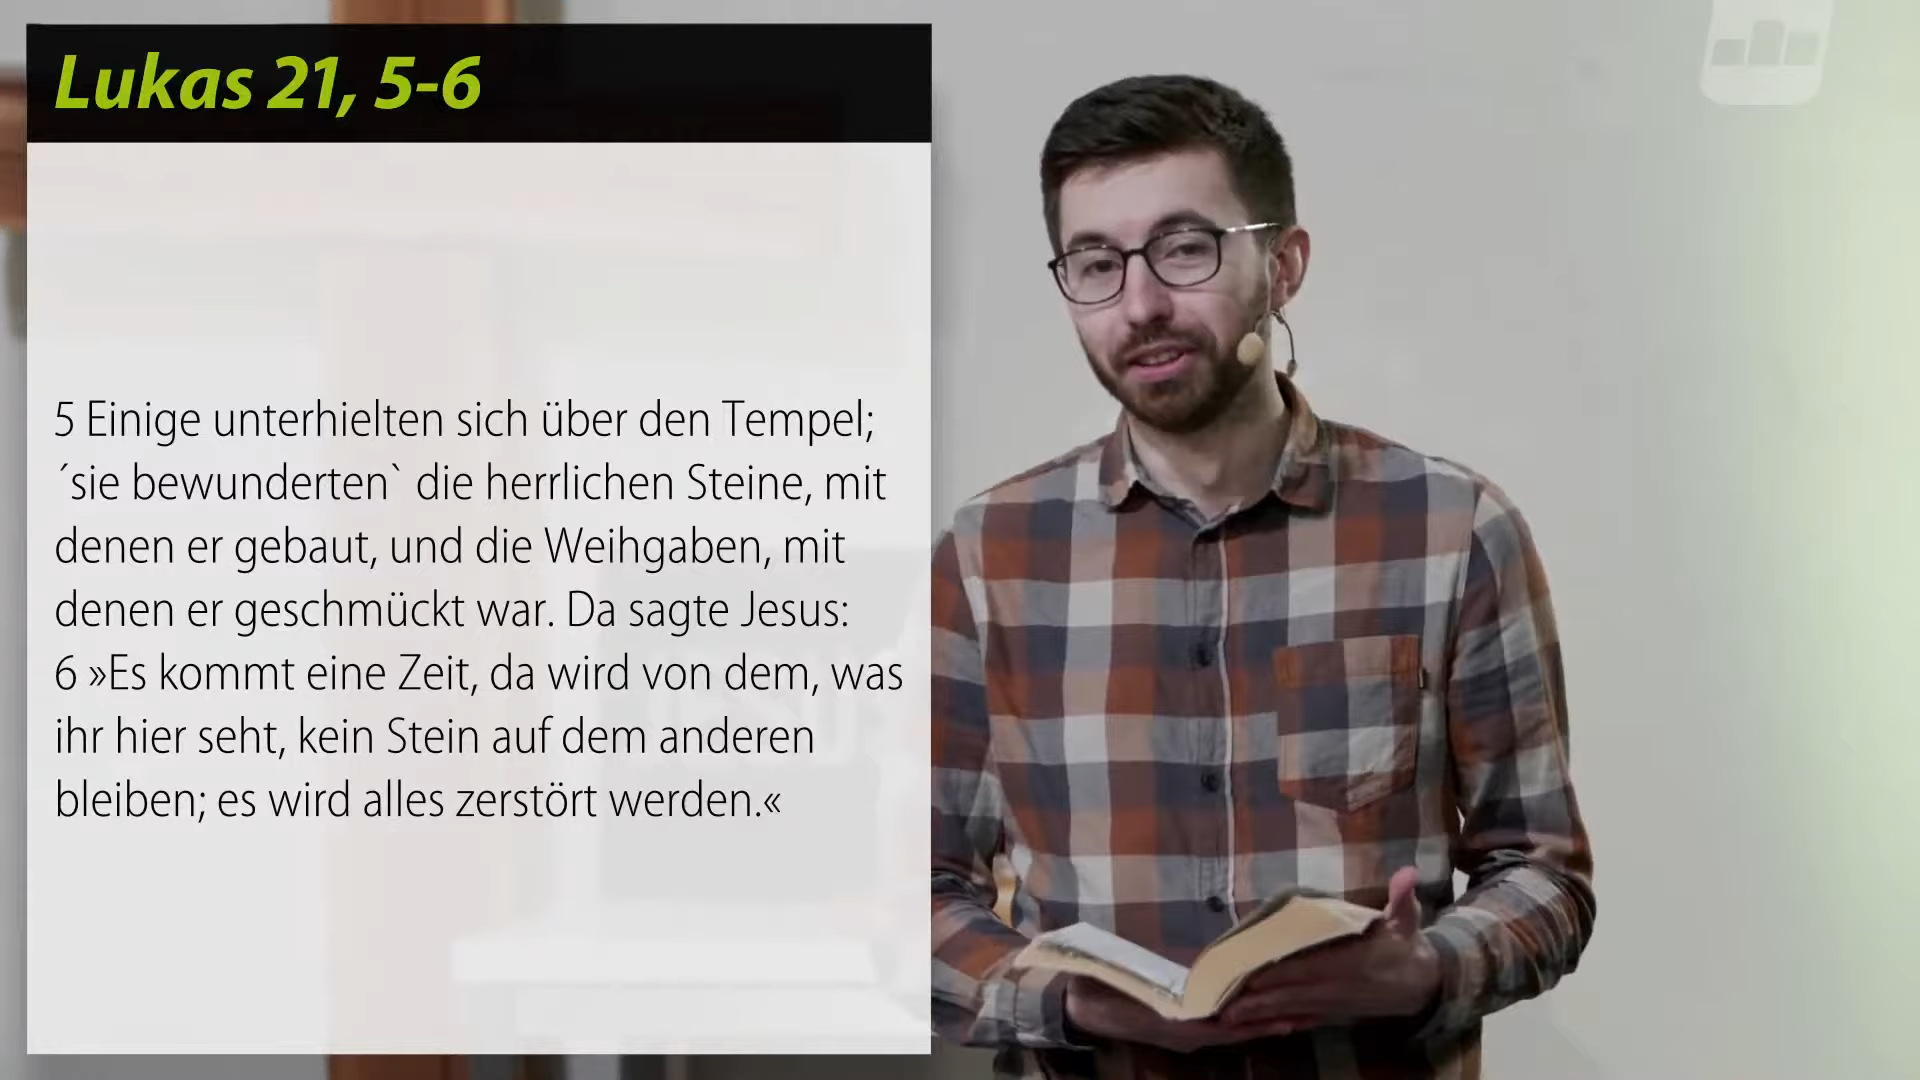 Lukas 21, 5-6
5 Einige unterhielten sich über den Tempel;
´sie bewunderten` die herrlichen Steine, mit
denen er gebaut, und die Weihgaben, mit
denen er geschmückt war. Da sagte Jesus:
6 »Es kommt eine Zeit, da wird von dem, was
ihr hier seht, kein Stein auf dem anderen
bleiben; es wird alles zerstört werden.«